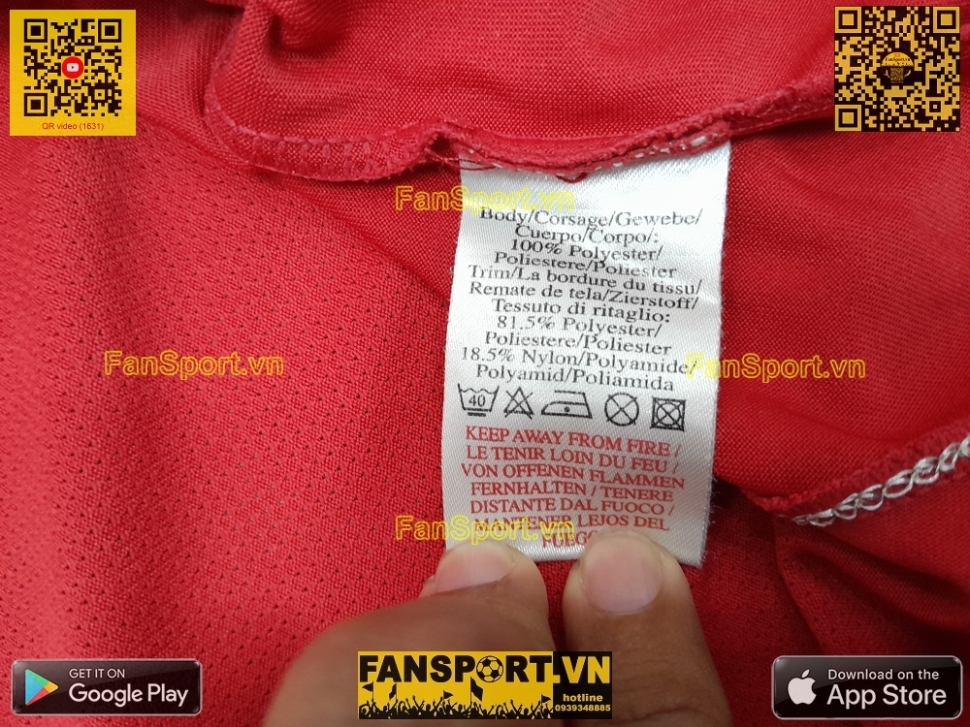 QR video (1631)
FanSport.vn
Body/Corsage/Gewebe/
Cuerpo/Corpo/:
100% Polyester/
Poliestere/Poliester
Trim/La bordure du tissu/
Remate de tela/Zierstoff/
Tessuto di ritaglio:
81.5% Polyester/
Poliestere/Poliester
18.5% Nylon/Polyamide/
Polyamid/Poliamida
FanSport.vn
FanSport.vn
40
KEEP AWAY FROM FIRE /
LE TENIR LOIN DU FEU /
VON OFFENEN FLAMMEN
FERNHALTEN / TENERE
DISTANTE DAL FUOCO /
MANTENER LEJOS DEL
FanSport.vn
GET IT ON
Google Play
FANSPORT.VN
hotline
0939348885
Download on the
App Store